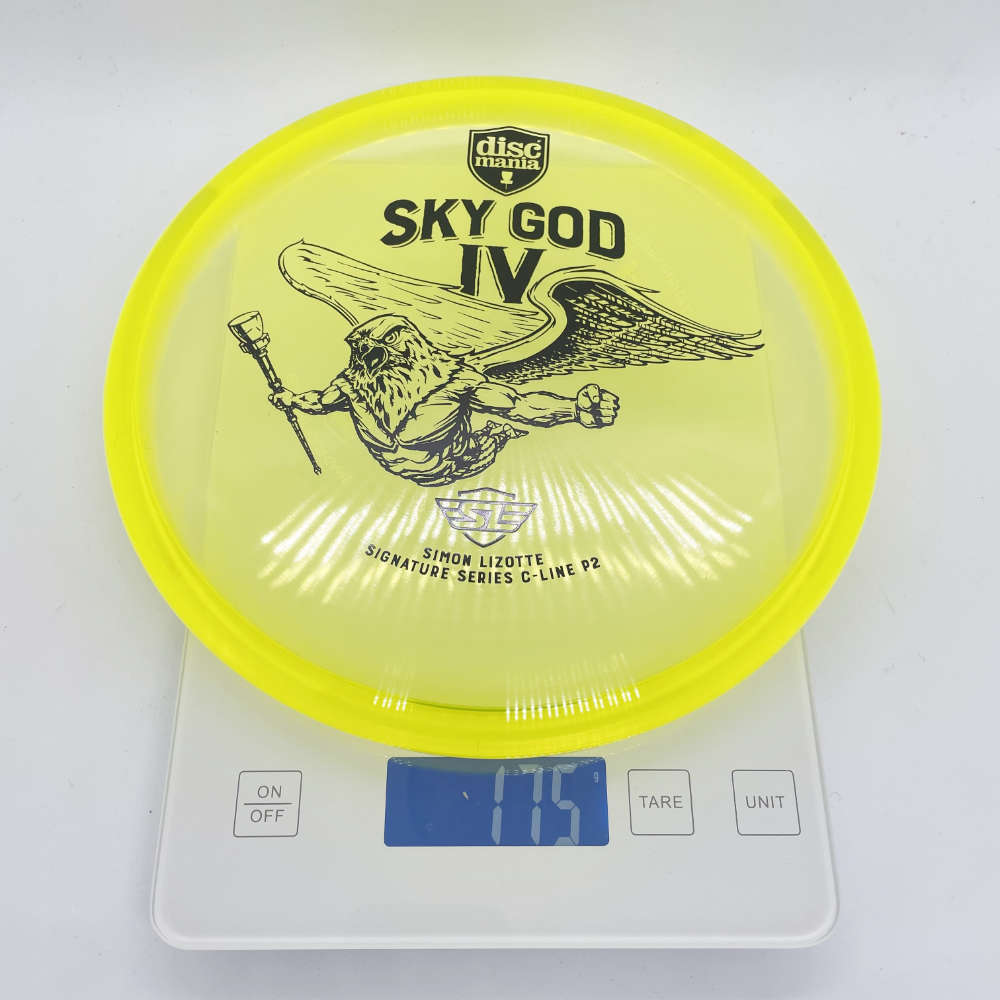 disc
mania
SKY GOD
IV
SL
SIMON LIZOTTE
SIGNATURE SERIES C-LINE P2
ON
OFF
175 g
TARE
UNIT